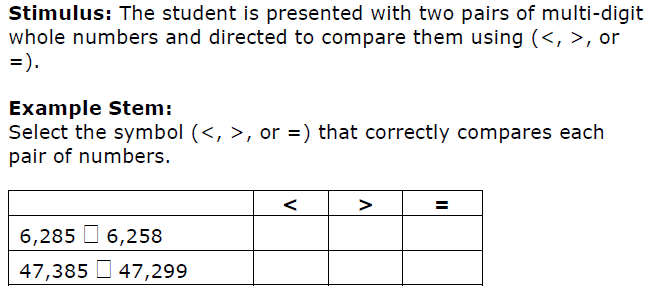 Stimulus: The student is presented with two pairs of multi-digit
whole numbers and directed to compare them using (<, >, or
=).
Example Stem:
Select the symbol (<, >, or =) that correctly compares each
pair of numbers.
< > =
6,285 □ 6,258
47,385 □ 47,299